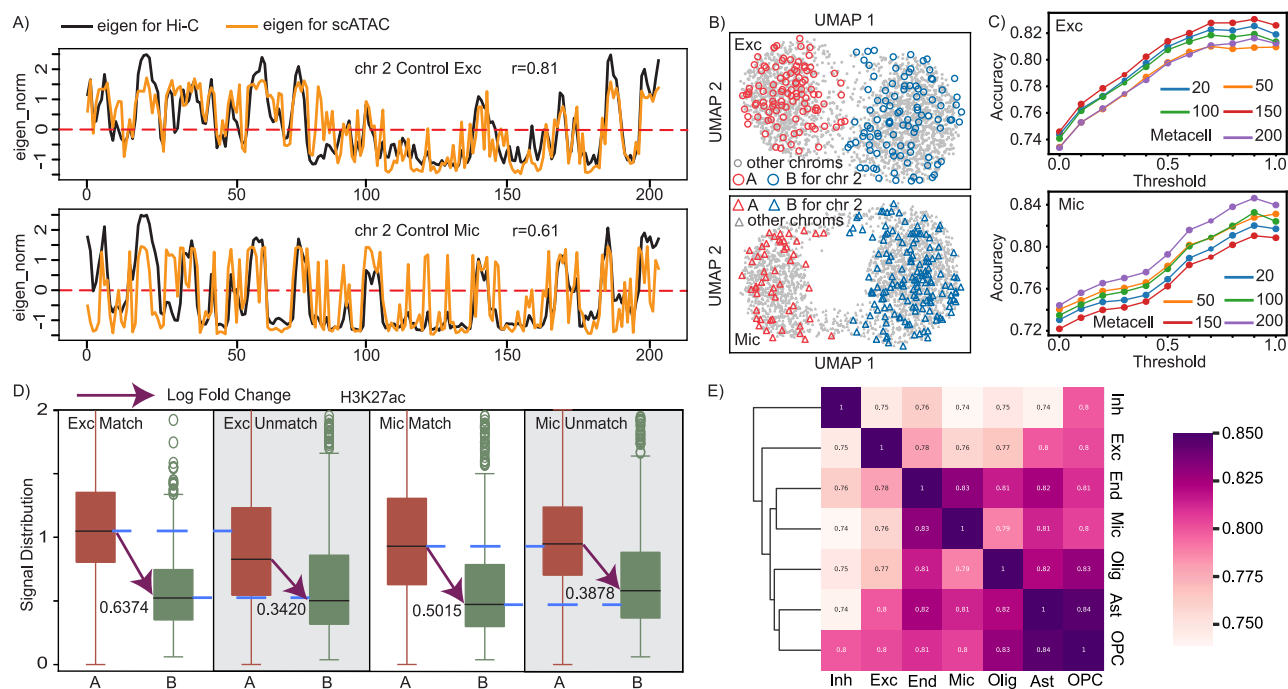 A)
eigen for Hi-C
eigen for scATAC
eigen_norm
2
1
0
-1
chr 2 Control Exc r=0.81
0 50 100 150 200
eigen_norm
2
1
0
-1
chr 2 Control Mic r=0.61
0 50 100 150 200
B)
UMAP 1
UMAP 2
Exc
other chroms
A B for chr 2
UMAP 2
A B for chr 2
other chroms
Mic
UMAP 1
C)
Accuracy
Exc
0.82
0.80
0.78
0.76
0.74
20 50
100 150
Metacell 200
0.0 0.5 1.0
Threshold
Accuracy
Mic
0.84
0.80
0.76
0.72
20
50 100
Metacell 150 200
0.0 0.5 1.0
Threshold
D)
Log Fold Change
H3K27ac
Signal Distribution
2
1
0
Exc Match
Exc Unmatch
Mic Match
Mic Unmatch
0.6374
0.3420
0.5015
0.3878
A B A B A B A B
E)
1 0.75 0.76 0.74 0.75 0.74 0.8 Inh
0.75 1 0.78 0.76 0.77 0.8 0.8 Exc
0.76 0.78 1 0.83 0.81 0.82 0.81 End
0.74 0.76 0.83 1 0.79 0.81 0.8 Mic
0.75 0.77 0.81 0.79 1 0.82 0.83 Olig
0.74 0.8 0.82 0.81 0.82 1 0.84 Ast
0.8 0.8 0.81 0.8 0.83 0.84 1 OPC
Inh Exc End Mic Olig Ast OPC
0.850
0.825
0.800
0.775
0.750